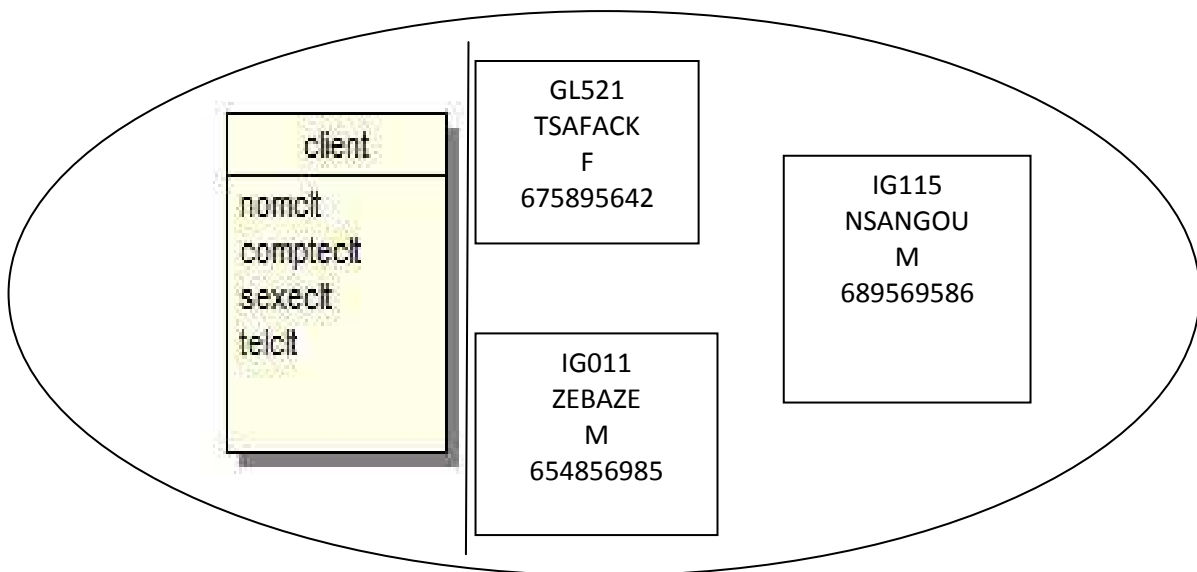 client
nomclt
compteclt
sexeclt
telclt
GL521
TSAFACK
F
675895642
IG011
ZEBAZE
M
654856985
IG115
NSANGOU
M
689569586